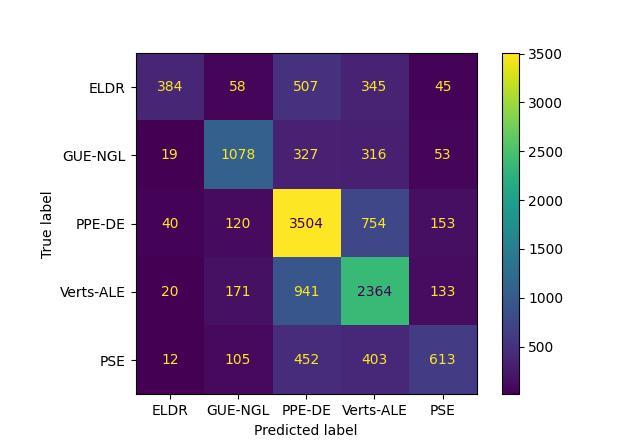 ELDR 384 58 507 345 45
GUE-NGL 19 1078 327 316 53
PPE-DE 40 120 3504 754 153
Verts-ALE 20 171 941 2364 133
PSE 12 105 452 403 613
ELDR GUE-NGL PPE-DE Verts-ALE PSE
Predicted label
True label
3500
3000
2500
2000
1500
1000
500